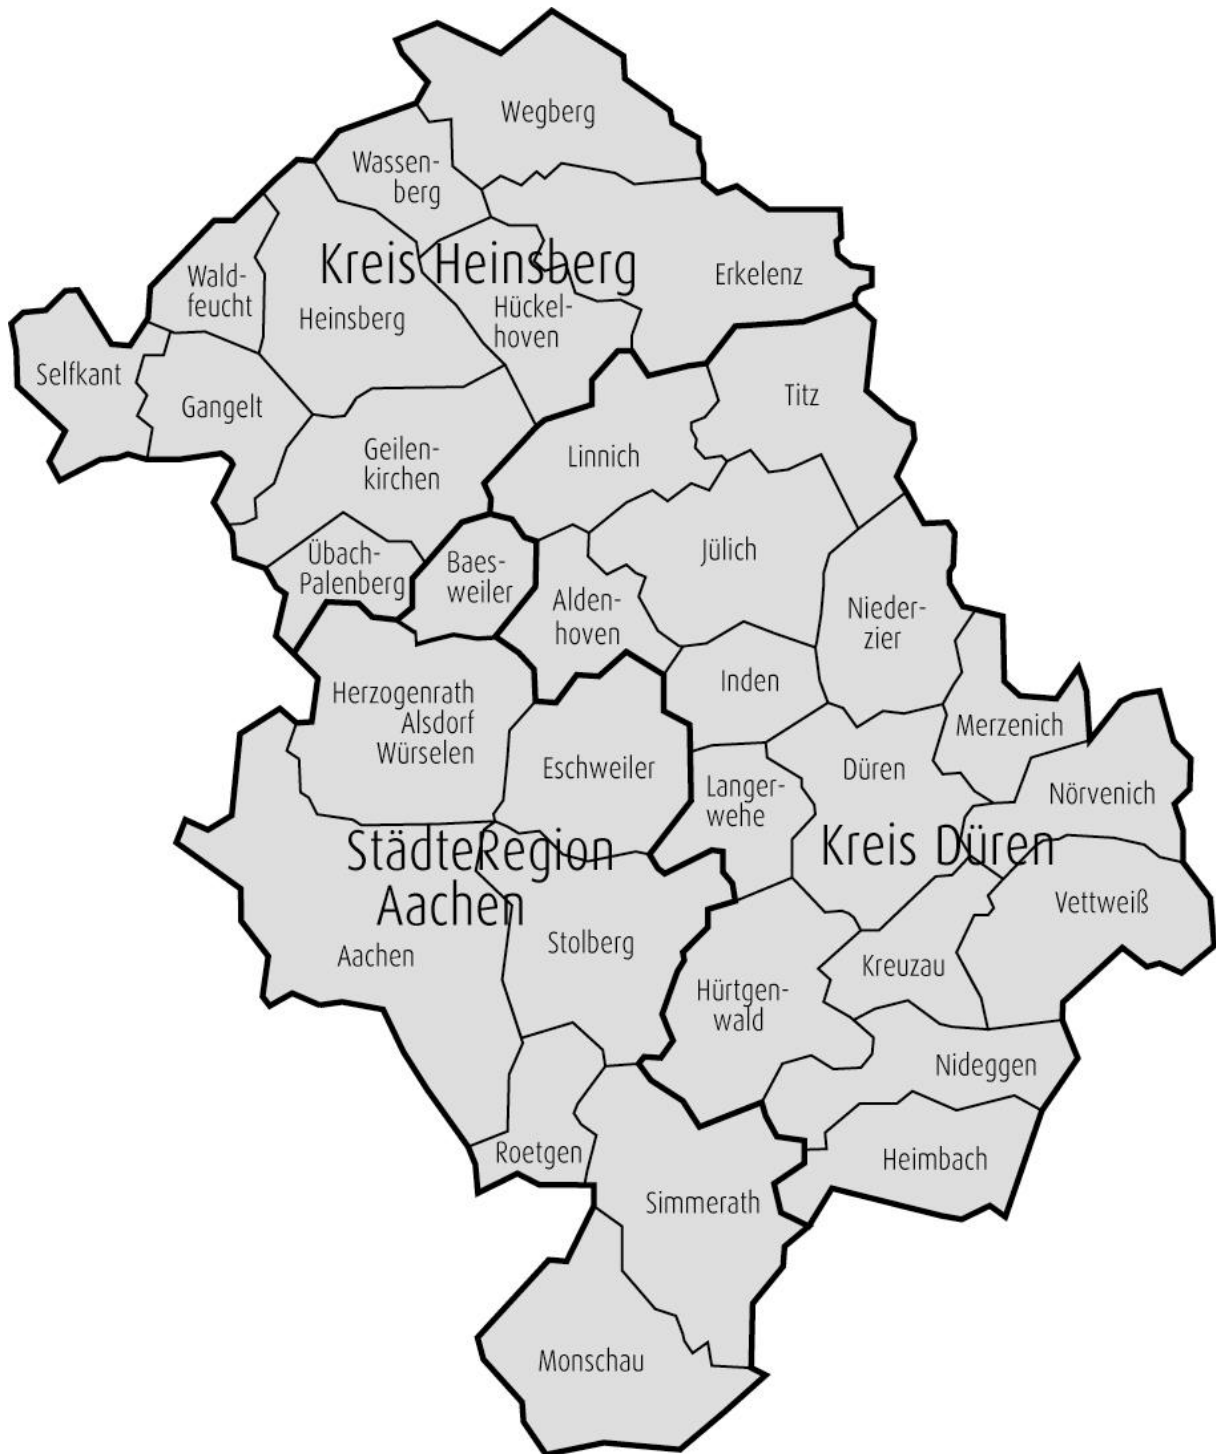 Wegberg
Wassen-
berg
Kreis Heinsberg
Erkelenz
Wald-
feucht
Heinsberg
Hückel-
hoven
Selfkant
Gangelt
Titz
Geilen-
kirchen
Linnich
Übach-
Palenberg
Baes-
weiler
Jülich
Alden-
hoven
Nieder-
zier
Inden
Herzogenrath
Alsdorf
Würselen
Merzenich
Eschweiler
Düren
Langer-
wehe
Nörvenich
StädteRegion
Aachen
Kreis Düren
Vettweiß
Aachen
Stolberg
Kreuzau
Hürtgen-
wald
Nideggen
Roetgen
Heimbach
Simmerath
Monschau